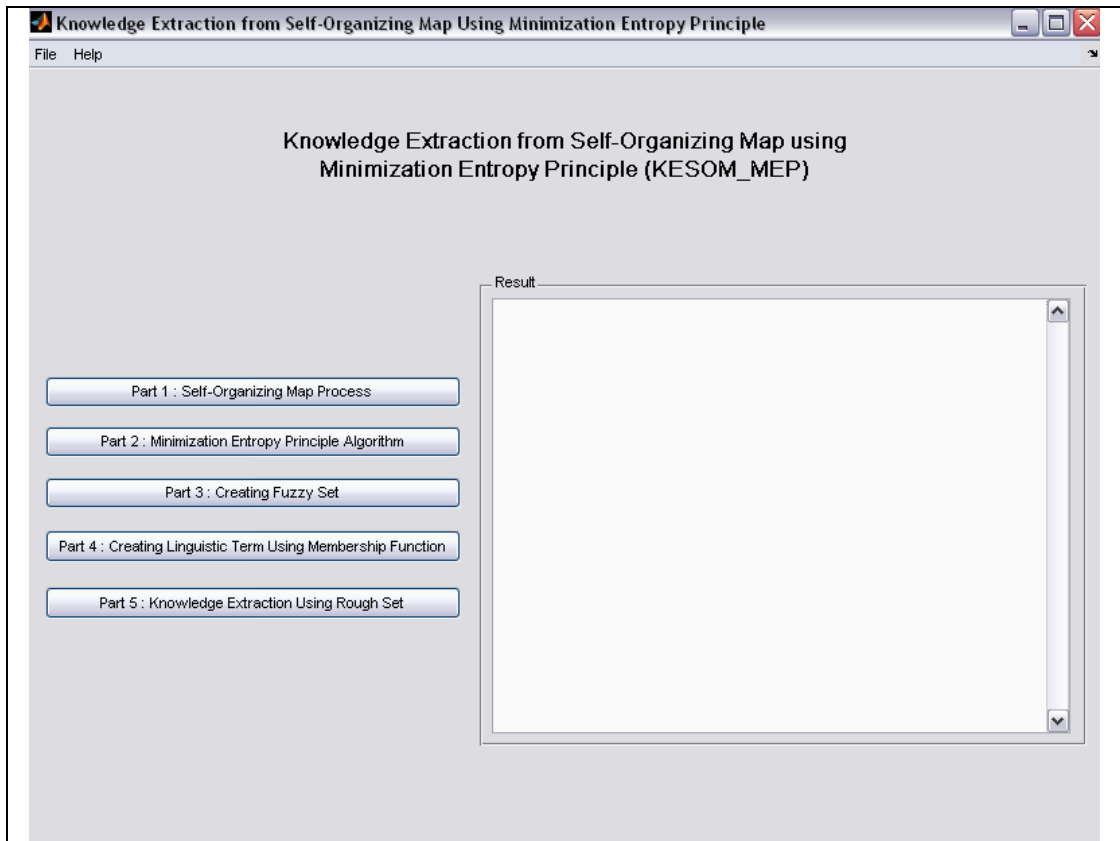 Knowledge Extraction from Self-Organizing Map Using Minimization Entropy Principle
File Help
Knowledge Extraction from Self-Organizing Map using
Minimization Entropy Principle (KESOM_MEP)
Result
Part 1 : Self-Organizing Map Process
Part 2 : Minimization Entropy Principle Algorithm
Part 3 : Creating Fuzzy Set
Part 4 : Creating Linguistic Term Using Membership Function
Part 5 : Knowledge Extraction Using Rough Set